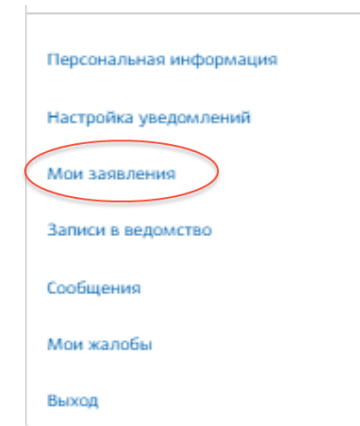 Персональная информация
Настройка уведомлений
Мои заявления
Записи в ведомство
Сообщения
Мои жалобы
Выход